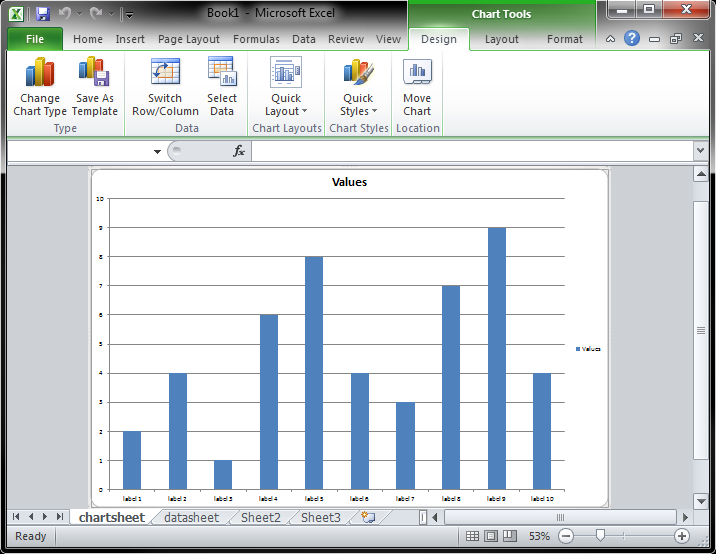 Book1 - Microsoft Excel
Chart Tools
File Home Insert Page Layout Formulas Data Review View Design Layout Format
Change Chart Type
Save As Template
Switch Row/Column
Select Data
Quick Layout
Quick Styles
Move Chart
Type Data Chart Layouts Chart Styles Location
fx
Values
10
9
8
7
6
5
4
3
2
1
0
Values
label 1 label 2 label 3 label 4 label 5 label 6 label 7 label 8 label 9 label 10
chartsheet datasheet Sheet2 Sheet3
Ready 53%